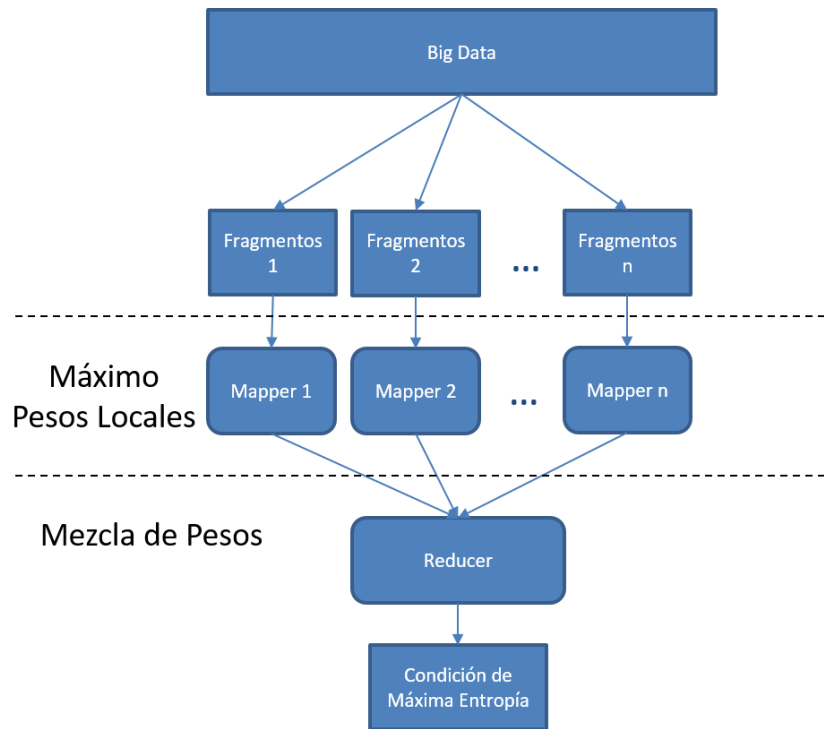 Big Data
Fragmentos
1
Fragmentos
2
...
Fragmentos
n
Máximo
Pesos Locales
Mapper 1
Mapper 2
...
Mapper n
Mezcla de Pesos
Reducer
Condición de
Máxima Entropía